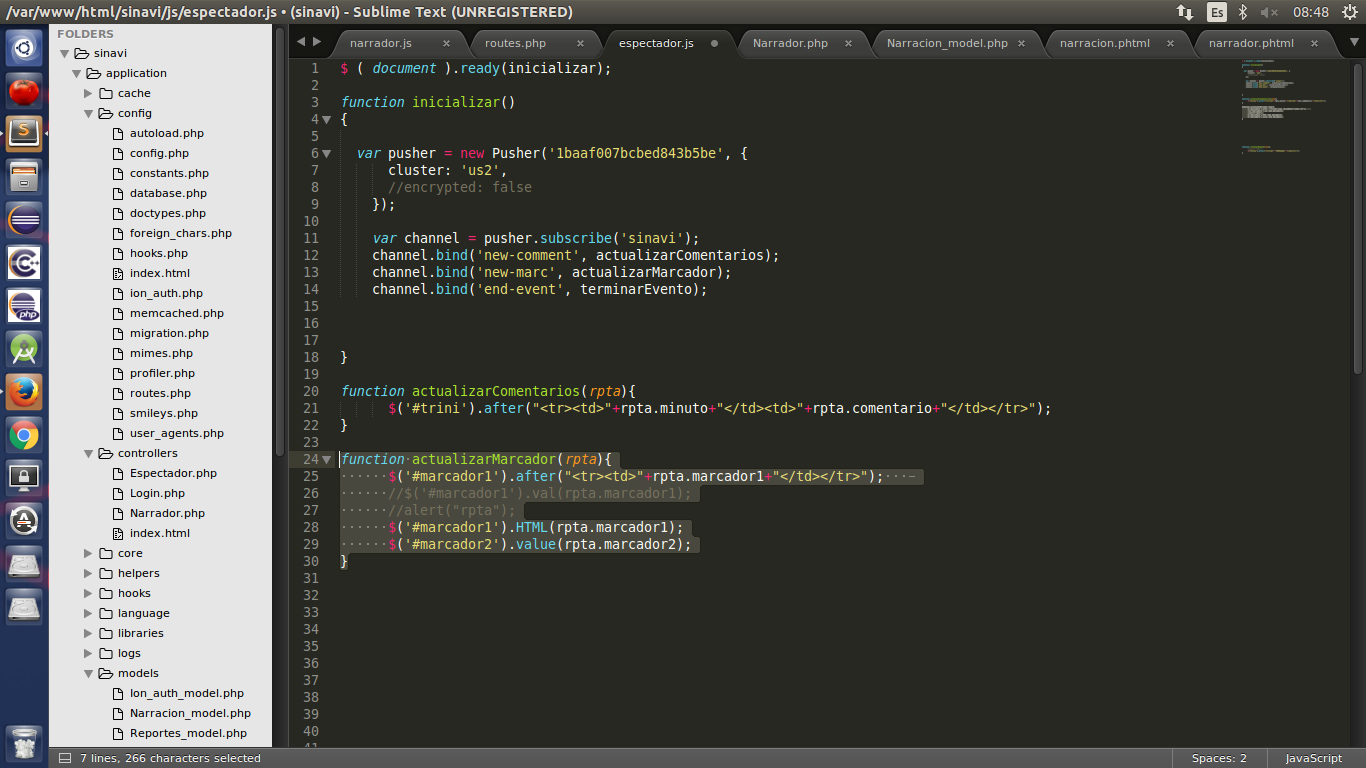 /var/www/html/sinavi/js/espectador.js • (sinavi) - Sublime Text (UNREGISTERED)
Es
08:48
FOLDERS
sinavi
application
cache
config
autoload.php
config.php
constants.php
database.php
doctypes.php
foreign_chars.php
hooks.php
index.html
ion_auth.php
memcached.php
migration.php
mimes.php
profiler.php
routes.php
smileys.php
user_agents.php
controllers
Espectador.php
Login.php
Narrador.php
index.html
core
helpers
hooks
language
libraries
logs
models
Ion_auth_model.php
Narracion_model.php
Reportes_model.php
narrador.js × routes.php × espectador.js • Narrador.php × Narracion_model.php × narracion.phtml × narrador.phtml ×
1 $ ( document ).ready(inicializar);
2
3 function inicializar()
4 {
5
6   var pusher = new Pusher('1baaf007bcbed843b5be', {
7       cluster: 'us2',
8       //encrypted: false
9     });
10
11     var channel = pusher.subscribe('sinavi');
12     channel.bind('new-comment', actualizarComentarios);
13     channel.bind('new-marc', actualizarMarcador);
14     channel.bind('end-event', terminarEvento);
15
16
17
18 }
19
20 function actualizarComentarios(rpta){
21       $('#trini').after("<tr><td>"+rpta.minuto+"</td><td>"+rpta.comentario+"</td></tr>");
22 }
23
24 function actualizarMarcador(rpta){
25       $('#marcador1').after("<tr><td>"+rpta.marcador1+"</td></tr>");
26       //$('#marcador1').val(rpta.marcador1);
27       //alert("rpta");
28       $('#marcador1').HTML(rpta.marcador1);
29       $('#marcador2').value(rpta.marcador2);
30 }
31
32
33
34
35
36
37
38
39
40
7 lines, 266 characters selected
Spaces: 2
JavaScript